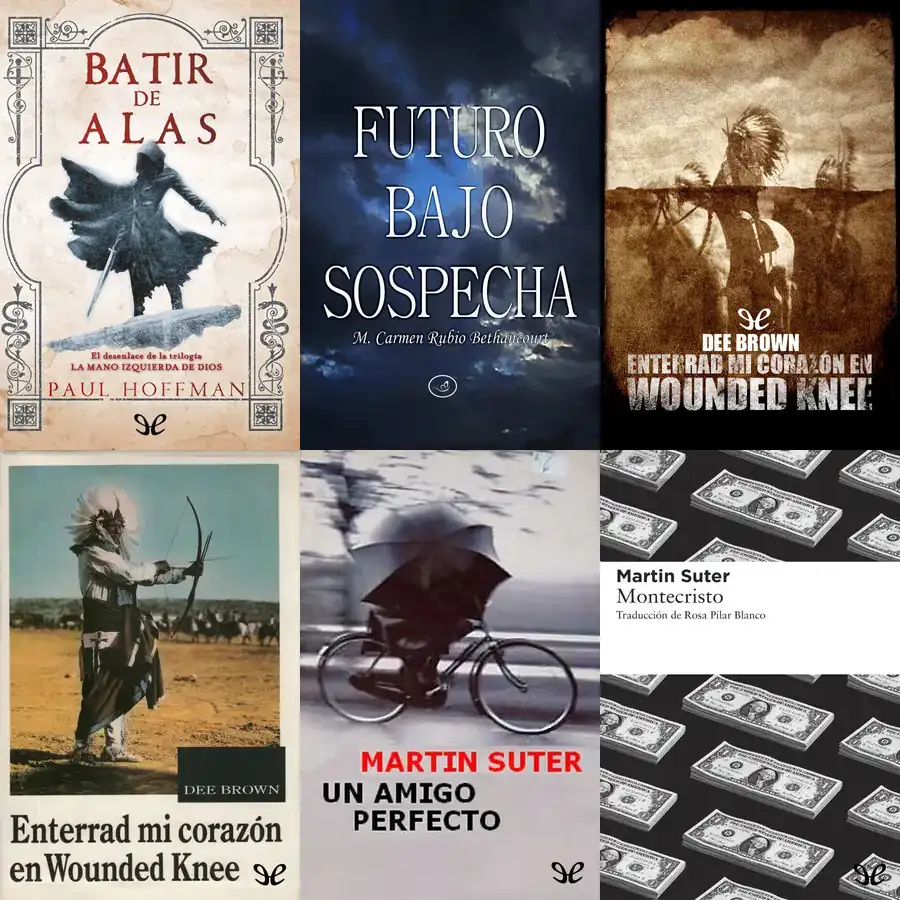 BATIR
DE
ALAS
El desenlace de la trilogía
LA MANO IZQUIERDA DE DIOS
PAUL HOFFMAN
FUTURO
BAJO
SOSPECHA
M. Carmen Rubio Bethancourt
DEE BROWN
ENTERRAD MI CORAZÓN EN
WOUNDED KNEE
DEE BROWN
Enterrad mi corazón
en Wounded Knee
MARTIN SUTER
UN AMIGO
PERFECTO
Martin Suter
Montecristo
Traducción de Rosa Pilar Blanco